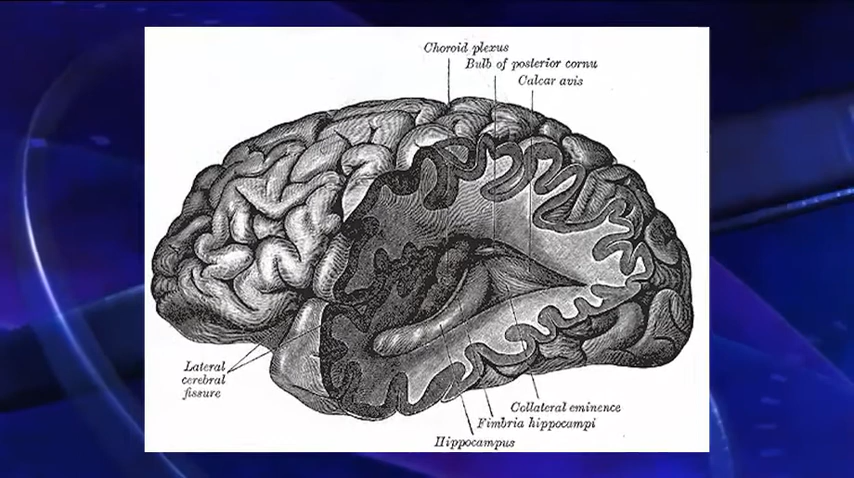 Choroid plexus
Bulb of posterior cornu
Calcar avis
Lateral
cerebral
fissure
Collateral eminence
Fimbria hippocampi
Hippocampus